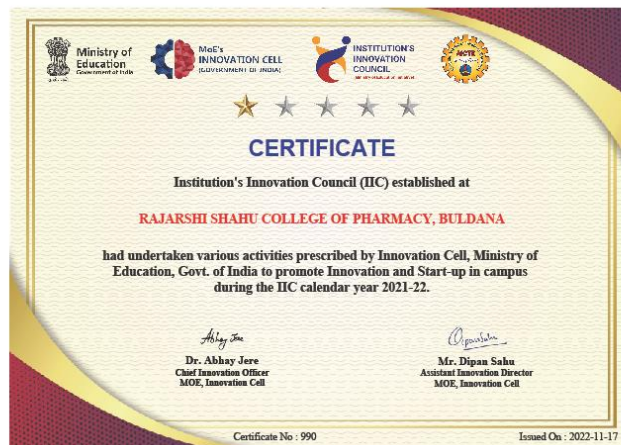 Ministry of
Education
Government of India
MoE's
INNOVATION CELL
(GOVERNMENT OF INDIA)
INSTITUTION'S
INNOVATION
COUNCIL
AICTE
CERTIFICATE
Institution's Innovation Council (IIC) established at
RAJARSHI SHAHU COLLEGE OF PHARMACY, BULDANA
had undertaken various activities prescribed by Innovation Cell, Ministry of
Education, Govt. of India to promote Innovation and Start-up in campus
during the IIC calendar year 2021-22.
Abhay Jere
Dr. Abhay Jere
Chief Innovation Officer
MOE, Innovation Cell
Mr. Dipan Sahu
Assistant Innovation Director
MOE, Innovation Cell
Certificate No : 990
Issued On : 2022-11-17